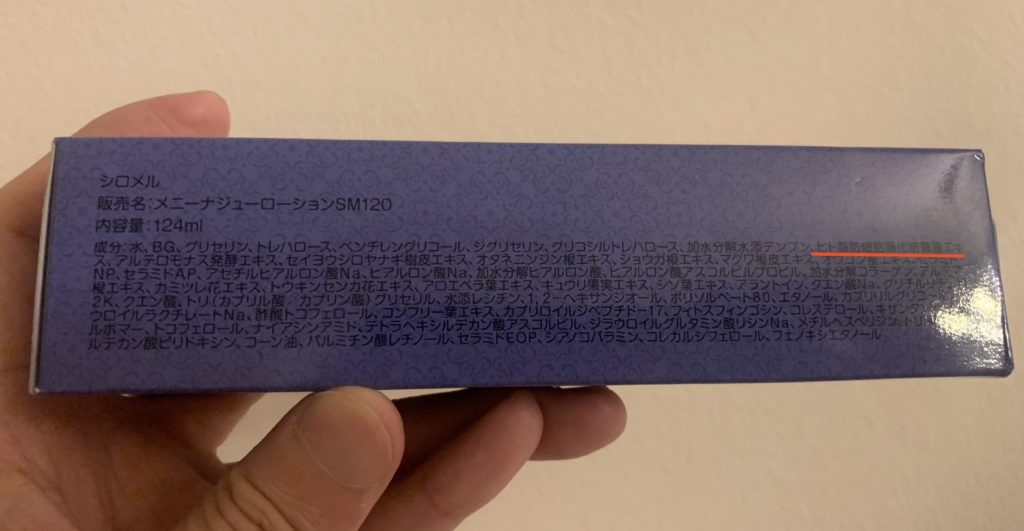 シロメル
販売名:メニーナジューローションSM120
内容量:124ml
成分:水、BG、グリセリン、トレハロース、ペンチレングリコール、ジグリセリン、グリコシルトレハロース、加水分解水添デンプン、ヒト脂肪細胞順化培養液エキ
ス、アルテロモナス発酵エキス、セイヨウシロヤナギ樹皮エキス、オタネニンジン根エキス、ショウガ根エキス、マグワ根皮エキス、
NP、セラミドAP、アセチルヒアルロン酸Na、ヒアルロン酸Na、加水分解ヒアルロン酸、ヒアルロン酸アスコルビルプロピル、加水分解コラーゲン、アルテア
根エキス、カミツレ花エキス、トウキンセンカ花エキス、アロエベラ葉エキス、キュウリ果実エキス、シソ葉エキス、アラントイン、クエン酸Na、グリチルリチ
2K、クエン酸、トリ(カプリル酸/カプリン酸)グリセリル、水添レシチン、1,2-ヘキサンジオール、ポリソルベート80、エタノール、カプリリルグリコ
ウロイルラクチレートNa、酢酸トコフェロール、コンフリー葉エキス、カプリロイルジペプチド-17、フィトスフィンゴシン、コレステロール、キサンタ
ルボマー、トコフェロール、ナイアシンアミド、テトラヘキシルデカン酸アスコルビル、ジラウロイルグルタミン酸リシンNa、メチルヘスペリジン、トリス
ルデカン酸ピリドキシン、コーン油、パルミチン酸レチノール、セラミドEOP、シアノコバラミン、コレカルシフェロール、フェノキシエタノール